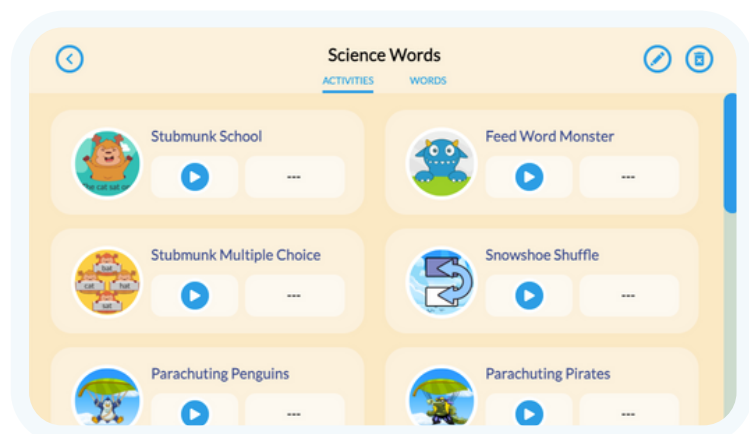 Science Words
ACTIVITIES WORDS
Stubmunk School
The cat sat on
---
Feed Word Monster
---
Stubmunk Multiple Choice
bat
cat hat
sat
---
Snowshoe Shuffle
---
Parachuting Penguins
---
Parachuting Pirates
---